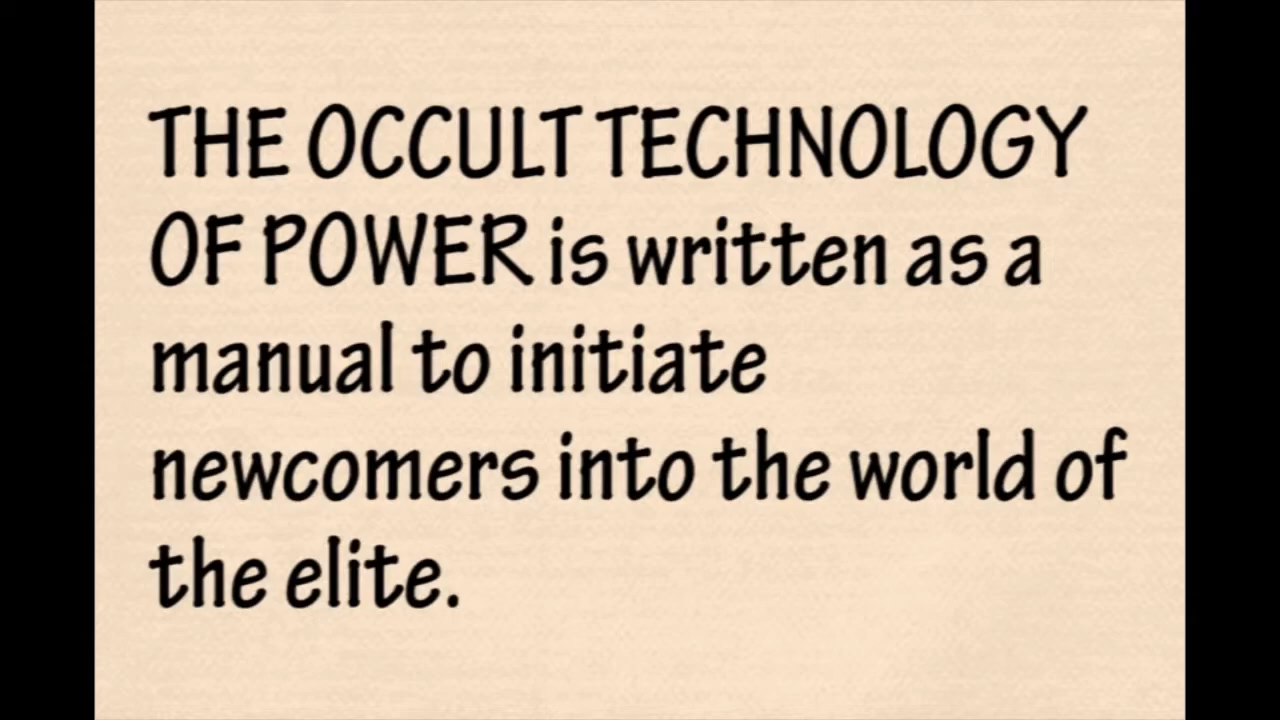 THE OCCULT TECHNOLOGY
OF POWER is written as a
manual to initiate
newcomers into the world of
the elite.